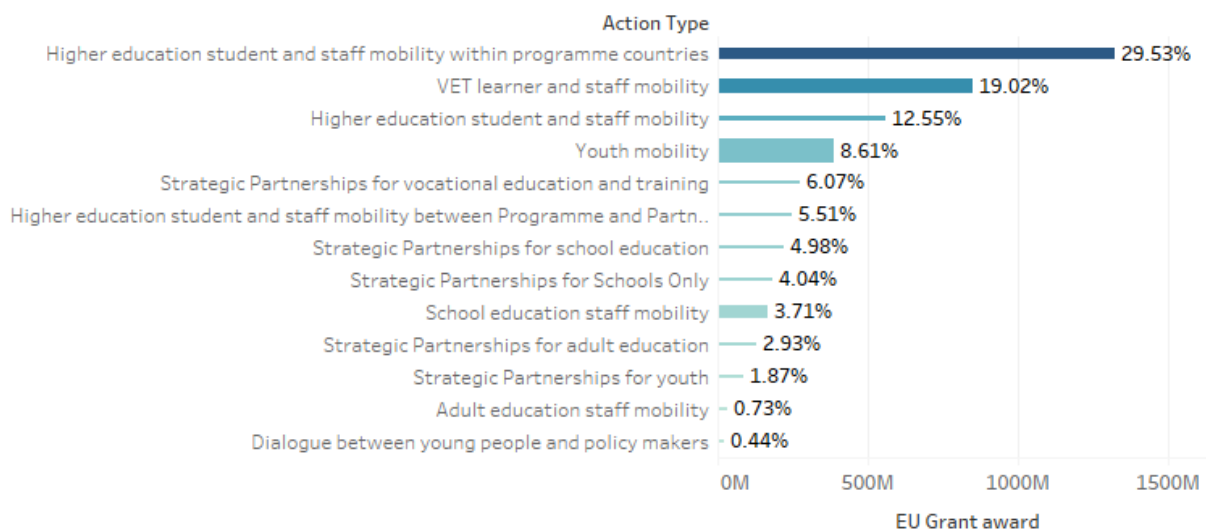 Action Type
Higher education student and staff mobility within programme countries 29.53%
VET learner and staff mobility 19.02%
Higher education student and staff mobility 12.55%
Youth mobility 8.61%
Strategic Partnerships for vocational education and training 6.07%
Higher education student and staff mobility between Programme and Partn.. 5.51%
Strategic Partnerships for school education 4.98%
Strategic Partnerships for Schools Only 4.04%
School education staff mobility 3.71%
Strategic Partnerships for adult education 2.93%
Strategic Partnerships for youth 1.87%
Adult education staff mobility 0.73%
Dialogue between young people and policy makers 0.44%
0M 500M 1000M 1500M
EU Grant award